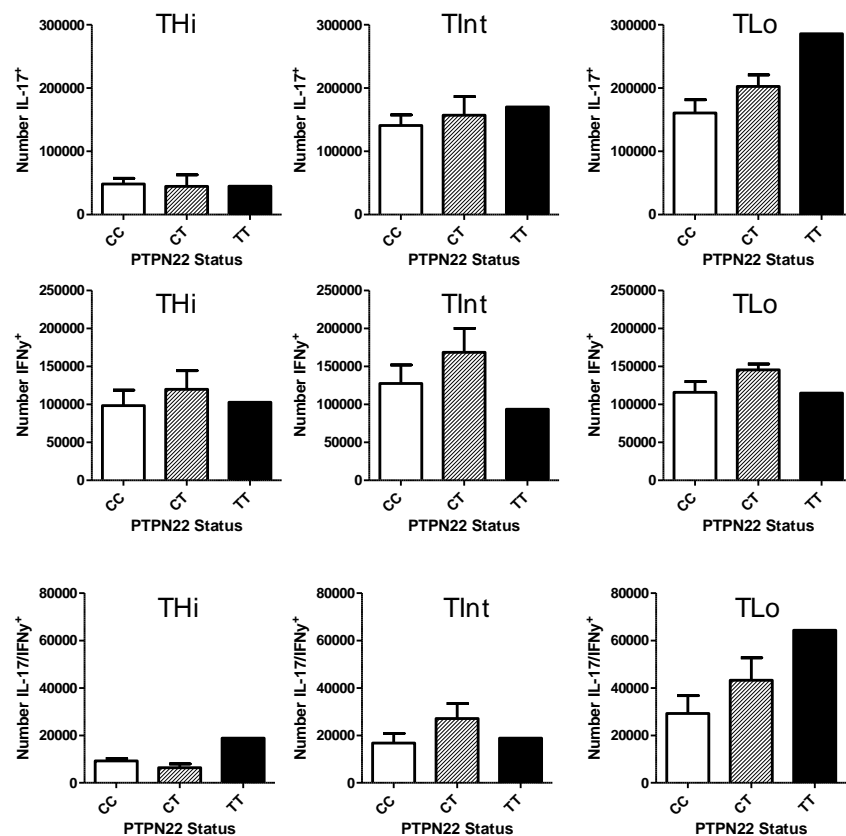 THi
300000
200000
100000
0
Number IL-17+
CC
CT
TT
PTPN22 Status
TInt
300000
200000
100000
0
Number IL-17+
CC
CT
TT
PTPN22 Status
TLo
300000
200000
100000
0
Number IL-17+
CC
CT
TT
PTPN22 Status
THi
250000
200000
150000
100000
50000
0
Number IFNy+
CC
CT
TT
PTPN22 Status
TInt
250000
200000
150000
100000
50000
0
Number IFNy+
CC
CT
TT
PTPN22 Status
TLo
250000
200000
150000
100000
50000
0
Number IFNy+
CC
CT
TT
PTPN22 Status
THi
80000
60000
40000
20000
0
Number IL-17/IFNy+
CC
CT
TT
PTPN22 Status
TInt
80000
60000
40000
20000
0
Number IL-17/IFNy+
CC
CT
TT
PTPN22 Status
TLo
80000
60000
40000
20000
0
Number IL-17/IFNy+
CC
CT
TT
PTPN22 Status